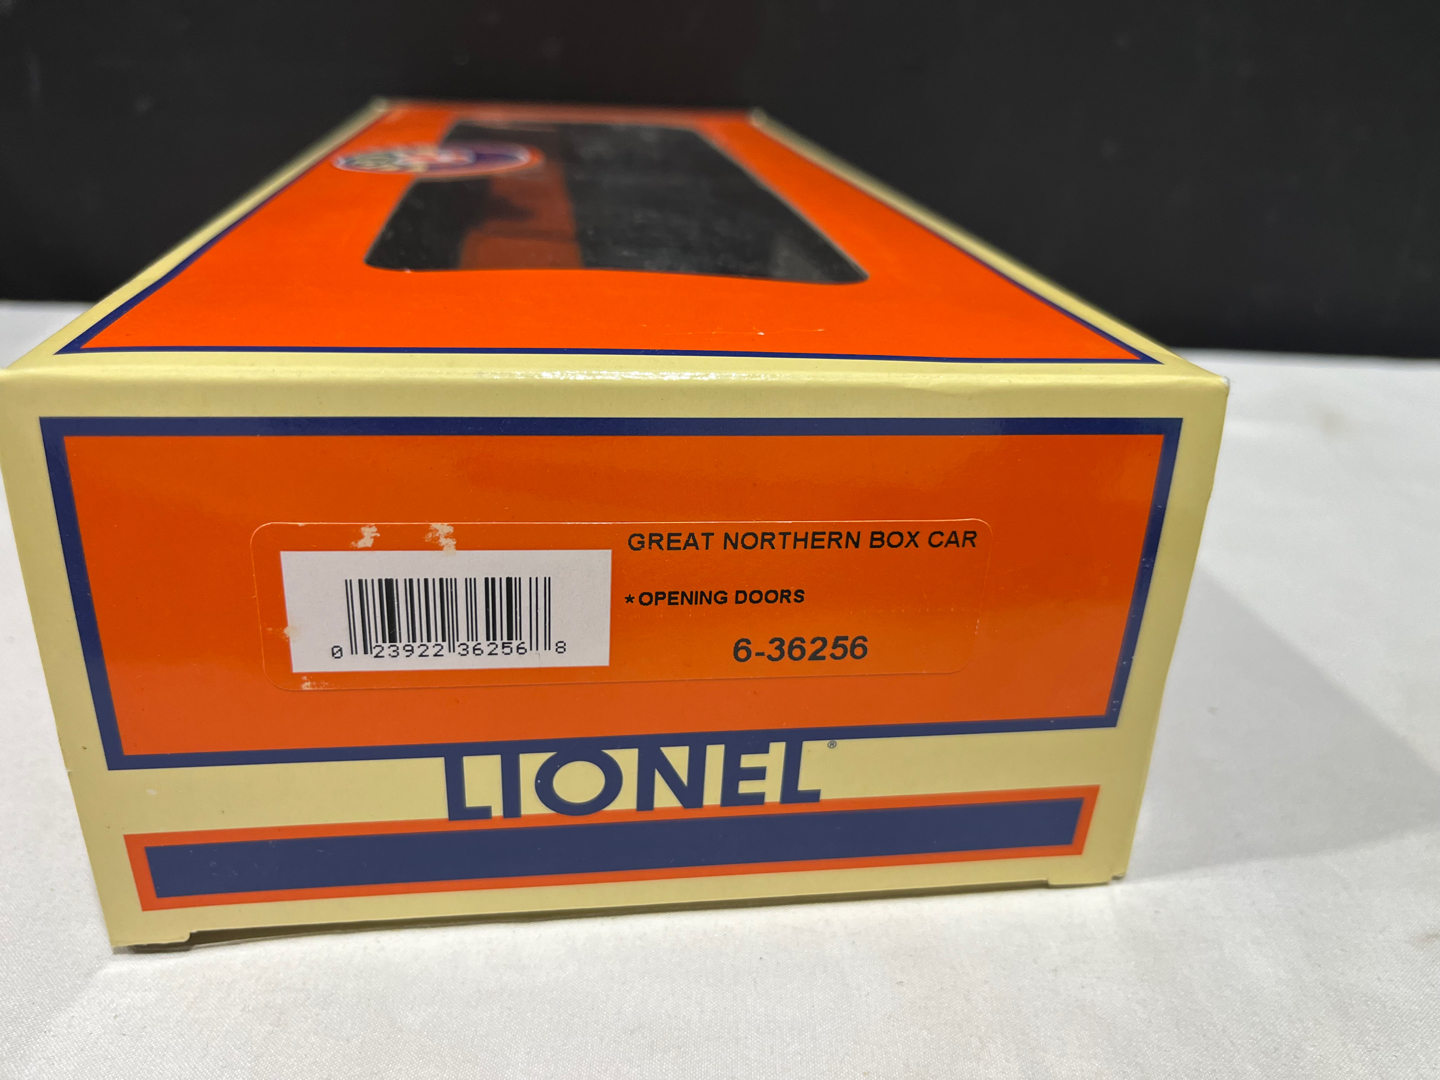 GREAT NORTHERN BOX CAR
*OPENING DOORS
6-36256
0 23922 36256 8
LIONEL®